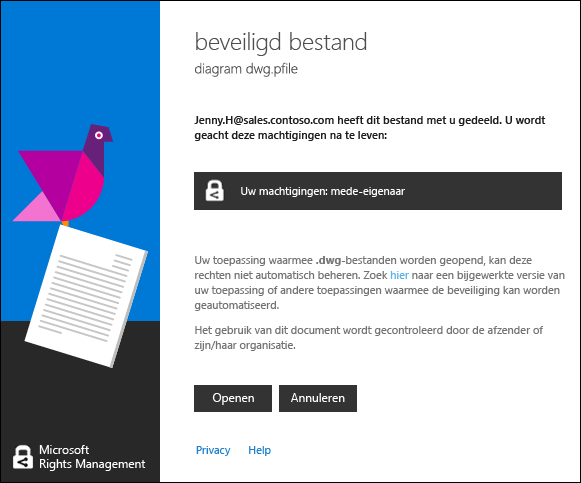 beveiligd bestand
diagram dwg.pfile
Jenny.H@sales.contoso.com heeft dit bestand met u gedeeld. U wordt
geacht deze machtigingen na te leven:
Uw machtigingen: mede-eigenaar
Uw toepassing waarmee .dwg-bestanden worden geopend, kan deze
rechten niet automatisch beheren. Zoek hier naar een bijgewerkte versie van
uw toepassing of andere toepassingen waarmee de beveiliging kan worden
geautomatiseerd.
Het gebruik van dit document wordt gecontroleerd door de afzender of
zijn/haar organisatie.
Openen Annuleren
Privacy Help
Microsoft
Rights Management